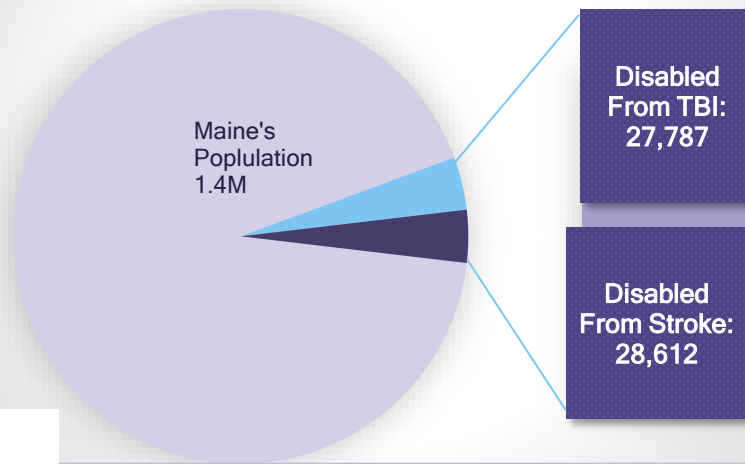 Maine's
Poplulation
1.4M
Disabled
From TBI:
27,787
Disabled
From Stroke:
28,612